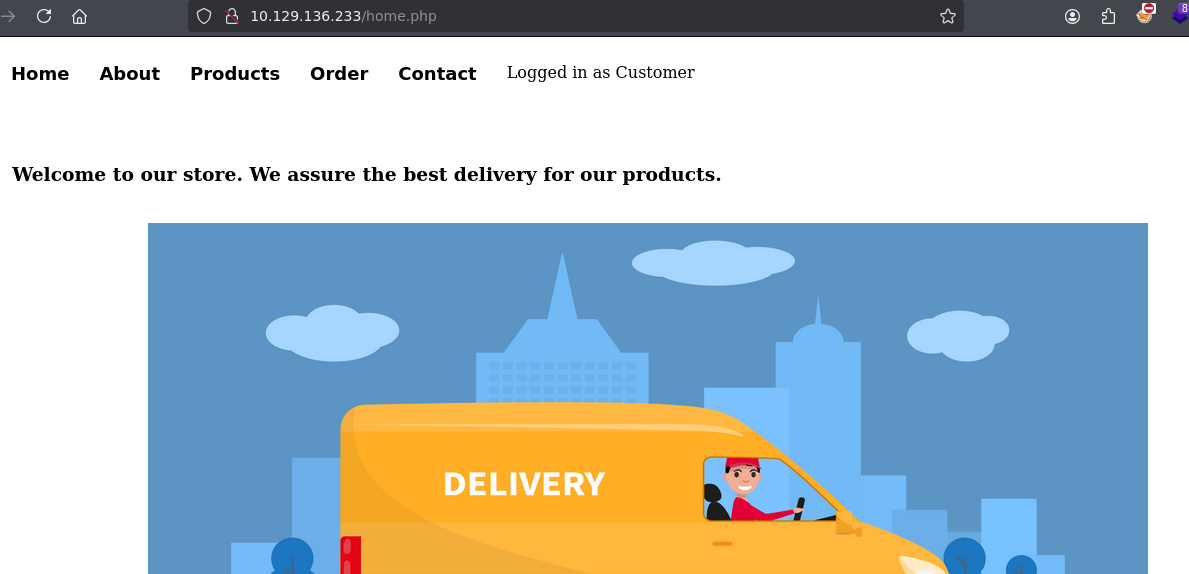 10.129.136.233/home.php
8
Home About Products Order Contact Logged in as Customer
Welcome to our store. We assure the best delivery for our products.
DELIVERY